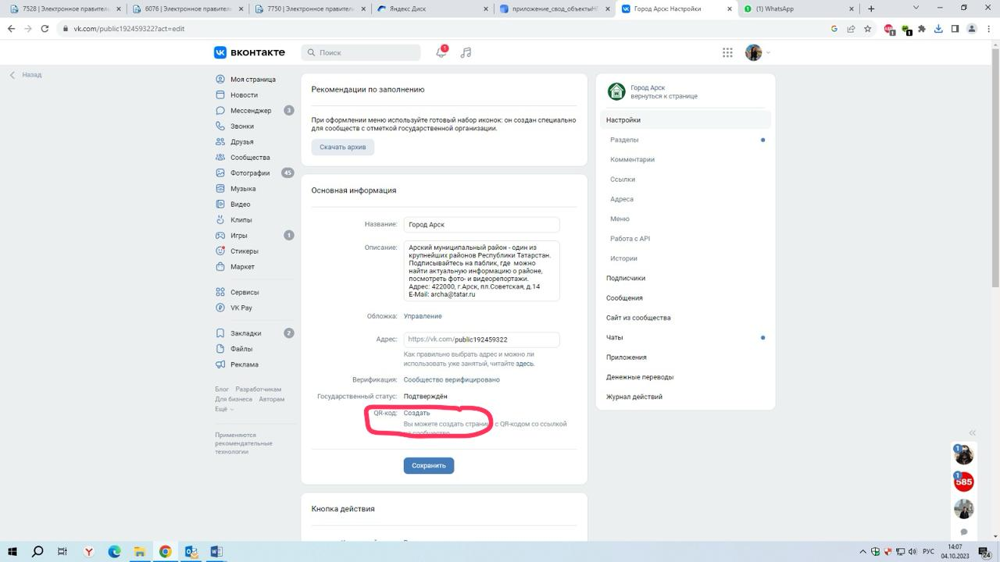 7528 | Электронное правител
6076 | Электронное правител
7750 | Электронное правител
Яндекс Диск
приложение_свод_объекты
Город Арск Настройки
(1) WhatsApp
vk.com/public192459322?act=edit
1
1
ВКОНТАКТЕ
Поиск
1
Назад
Моя страница
Новости
Мессенджер 3
Звонки
Друзья
Сообщества
Фотографии 45
Музыка
Видео
Клипы
Игры 1
Стикеры
Маркет
Сервисы
VK Pay
Закладки 2
Файлы
Реклама
Блог Разработчикам
Для бизнеса Авторам
Ещё
Применяются
рекомендательные
технологии
Рекомендации по заполнению
При оформлении меню используйте готовый набор иконок: он создан специально
для сообществ с отметкой государственной организации.
Скачать архив
Основная информация
Название: Город Арск
Описание: Арский муниципальный район - один из
крупнейших районов Республики Татарстан.
Подписывайтесь на паблик, где можно
найти актуальную информацию о районе,
посмотреть фото- и видеорепортажи.
Адрес: 422000, г.Арск, пл.Советская, д.14
E-Mail: archa@tatar.ru
Обложка: Управление
Адрес: https://vk.com/public192459322
Как правильно выбрать адрес и можно ли
использовать уже занятый, читайте здесь.
Верификация: Сообщество верифицировано
Государственный статус: Подтверждён
QR-код: Создать
Вы можете создать страницу с QR-кодом со ссылкой
сообщество
Сохранить
Кнопка действия
Город Арск
вернуться к странице
Настройки
Разделы
Комментарии
Ссылки
Адреса
Меню
Работа с API
Истории
Подписчики
Сообщения
Сайт из сообщества
Чаты
Приложения
Денежные переводы
Журнал действий
1
1
585
РУС
14:07
04.10.2023
24